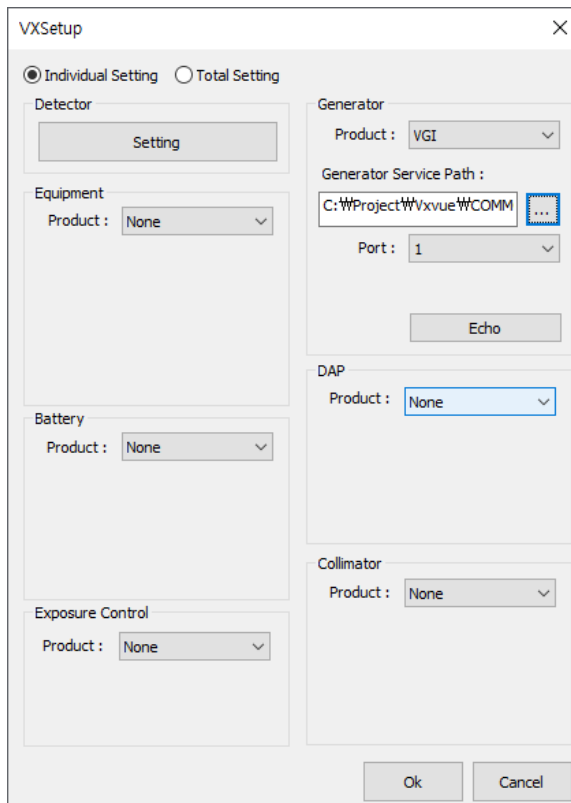 VXSetup
Individual Setting
Total Setting
Detector
Setting
Equipment
Product : None
Battery
Product : None
Exposure Control
Product : None
Generator
Product : VGI
Generator Service Path :
C:₩Project₩Vxvue₩COMM
...
Port : 1
Echo
DAP
Product : None
Collimator
Product : None
Ok
Cancel